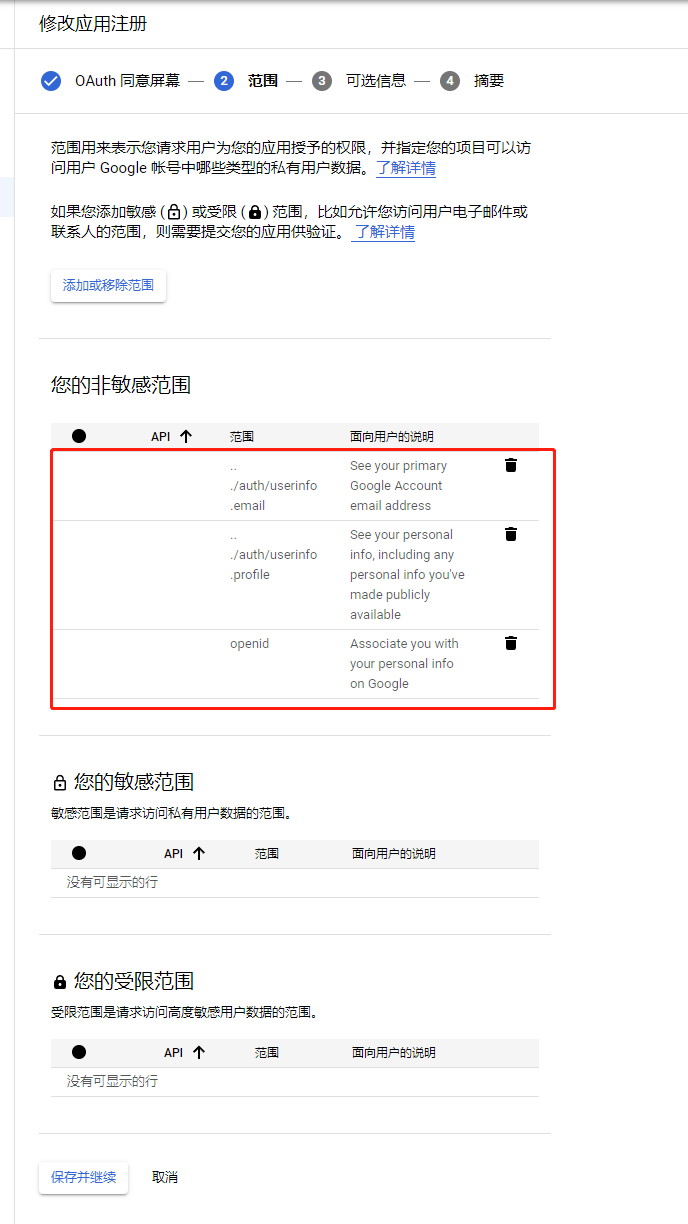 修改应用注册
OAuth 同意屏幕 — 2 范围 — 3 可选信息 — 4 摘要
范围用来表示您请求用户为您的应用授予的权限，并指定您的项目可以访
问用户 Google 帐号中哪些类型的私有用户数据。了解详情
如果您添加敏感 () 或受限 () 范围，比如允许您访问用户电子邮件或
联系人的范围，则需要提交您的应用供验证。 了解详情
添加或移除范围
您的非敏感范围
API 范围 面向用户的说明
.. See your primary
./auth/userinfo Google Account
.email email address
.. See your personal
./auth/userinfo info, including any
.profile personal info you've
made publicly
available
openid Associate you with
your personal info
on Google
您的敏感范围
敏感范围是请求访问私有用户数据的范围。
API 范围 面向用户的说明
没有可显示的行
您的受限范围
受限范围是请求访问高度敏感用户数据的范围。
API 范围 面向用户的说明
没有可显示的行
保存并继续 取消